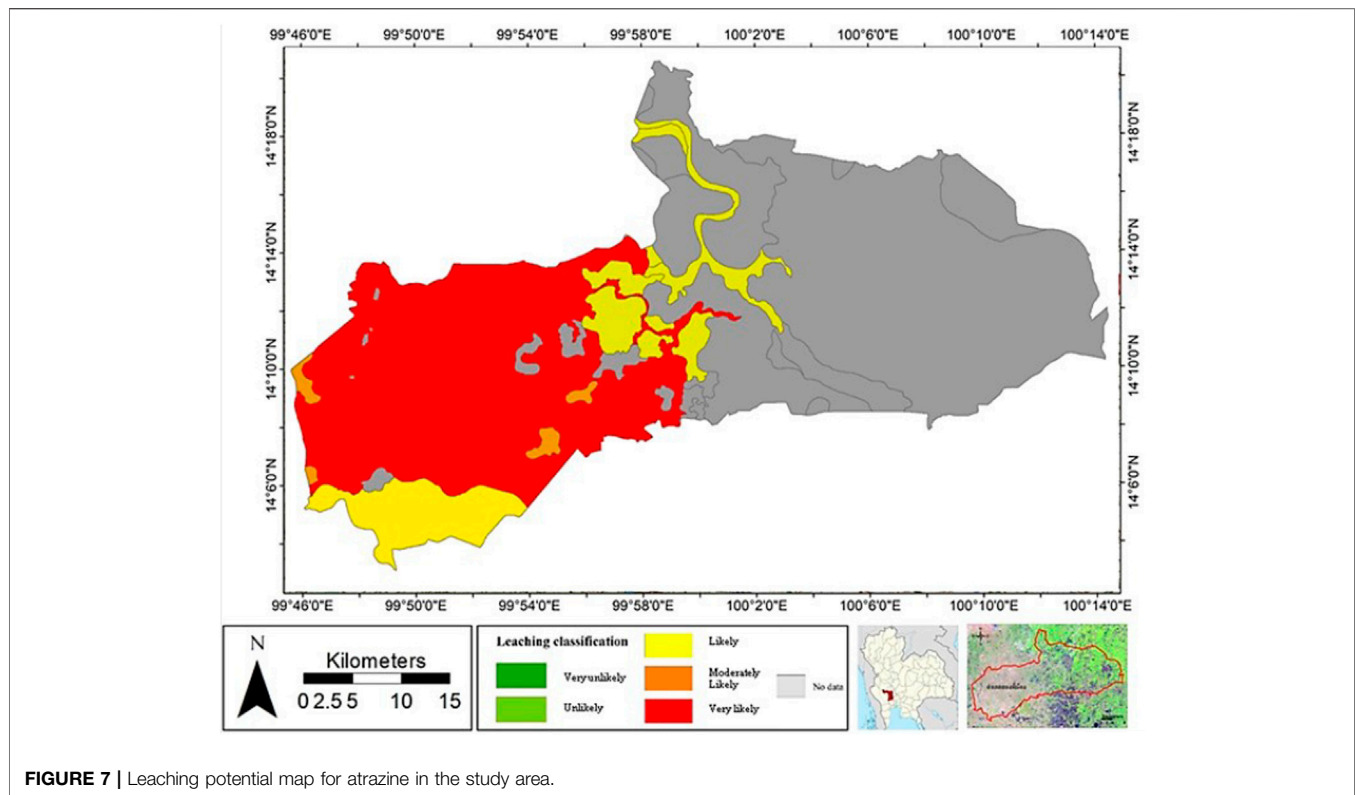 99°46'0"E 99°50'0"E 99°54'0"E 99°58'0"E 100°2'0"E 100°6'0"E 100°10'0"E 100°14'0"E
14°18'0"N 14°18'0"N
14°14'0"N 14°14'0"N
14°10'0"N 14°10'0"N
14°6'0"N 14°6'0"N
99°46'0"E 99°50'0"E 99°54'0"E 99°58'0"E 100°2'0"E 100°6'0"E 100°10'0"E 100°14'0"E
N
Kilometers
0 2.5 5 10 15
Leaching classification
Very unlikely
Unlikely
Likely
Moderately
Likely
Very likely
No data
FIGURE 7 | Leaching potential map for atrazine in the study area.